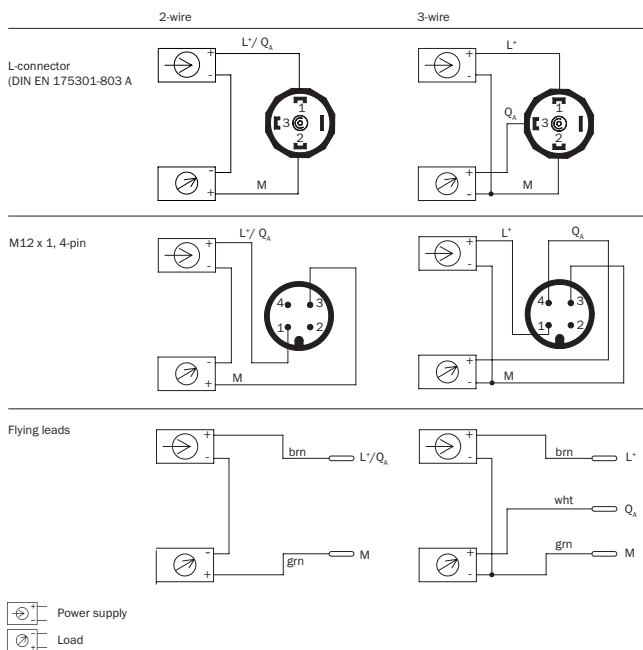 2-wire 3-wire
L-connector
(DIN EN 175301-803 A
+ L⁺/ Q_A
-
1
3
2
-
+ M
+ L⁺
-
Q_A
1
3
2
+
- M
M12 x 1, 4-pin
+ L⁺/ Q_A
-
4 3
1 2
-
+ M
+ L⁺ Q_A
-
4 3
1 2
+
- M
Flying leads
+ brn L⁺/Q_A
-
-
+ grn M
+ brn L⁺
-
wht Q_A
+ grn M
-
+
- Power supply
-
+ Load